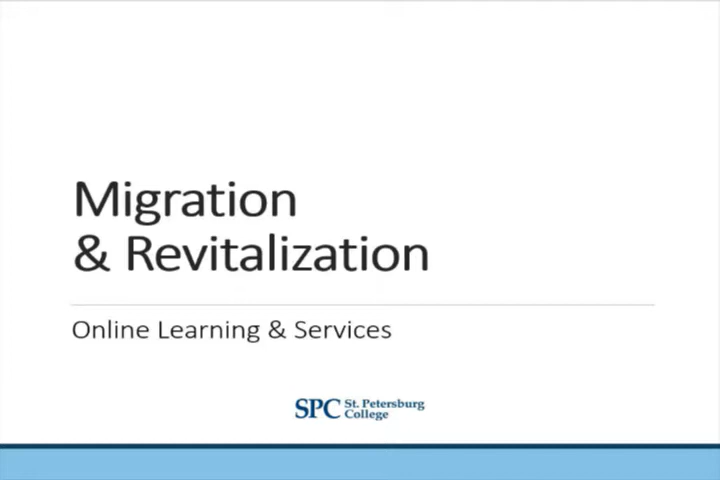 Migration
& Revitalization
Online Learning & Services
SPC St. Petersburg
College